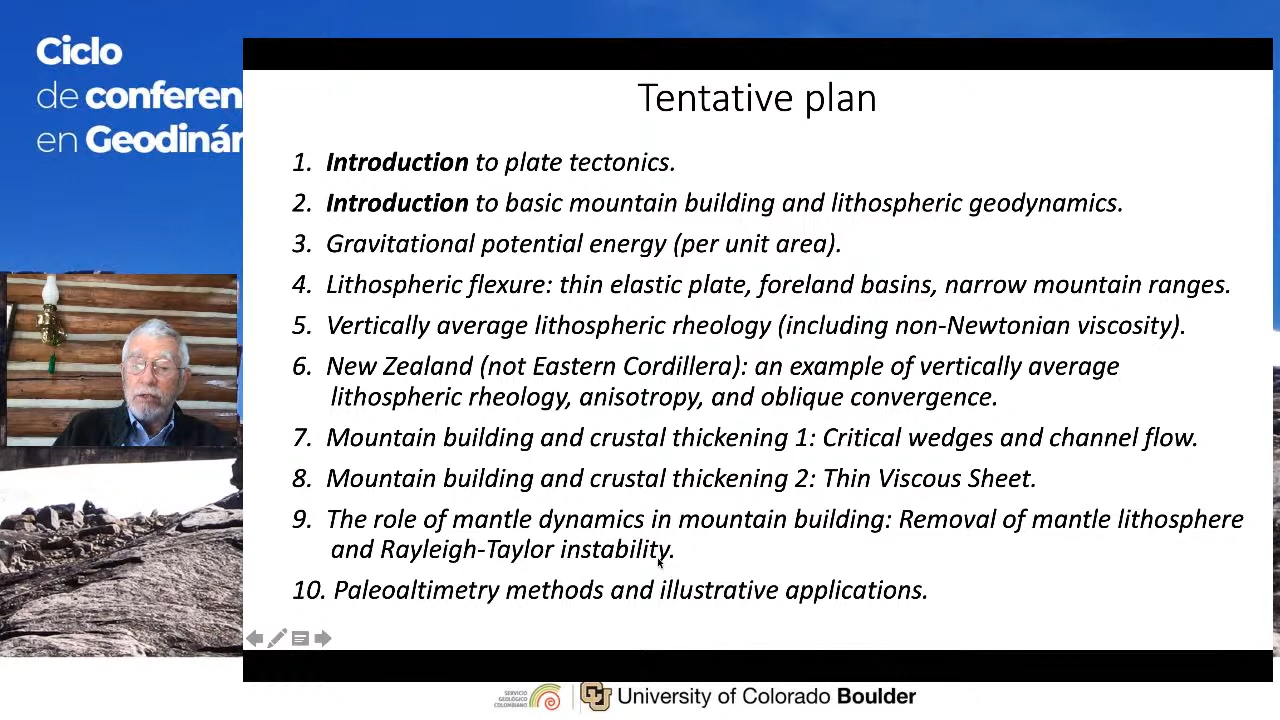 Ciclo
de conferen
en Geodinár
Tentative plan
1. Introduction to plate tectonics.
2. Introduction to basic mountain building and lithospheric geodynamics.
3. Gravitational potential energy (per unit area).
4. Lithospheric flexure: thin elastic plate, foreland basins, narrow mountain ranges.
5. Vertically average lithospheric rheology (including non-Newtonian viscosity).
6. New Zealand (not Eastern Cordillera): an example of vertically average
lithospheric rheology, anisotropy, and oblique convergence.
7. Mountain building and crustal thickening 1: Critical wedges and channel flow.
8. Mountain building and crustal thickening 2: Thin Viscous Sheet.
9. The role of mantle dynamics in mountain building: Removal of mantle lithosphere
and Rayleigh-Taylor instability.
10. Paleoaltimetry methods and illustrative applications.
SERVICIO
GEOLÓGICO
COLOMBIANO
CU
University of Colorado Boulder